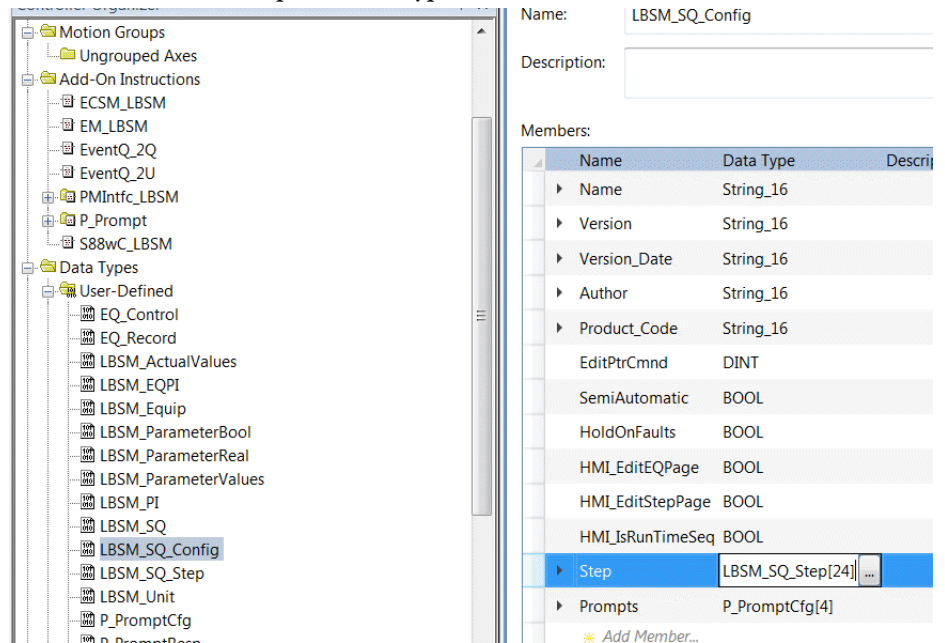 Controller Organizer
Motion Groups
Ungrouped Axes
Add-On Instructions
ECSM_LBSM
EM_LBSM
EventQ_2Q
EventQ_2U
PMIntfc_LBSM
P_Prompt
S88wC_LBSM
Data Types
User-Defined
EQ_Control
EQ_Record
LBSM_ActualValues
LBSM_EQPI
LBSM_Equip
LBSM_ParameterBool
LBSM_ParameterReal
LBSM_ParameterValues
LBSM_PI
LBSM_SQ
LBSM_SQ_Config
LBSM_SQ_Step
LBSM_Unit
P_PromptCfg
P_PromptResp
Name: LBSM_SQ_Config
Description:
Members:
Name Data Type Descrip
Name String_16
Version String_16
Version_Date String_16
Author String_16
Product_Code String_16
EditPtrCmnd DINT
SemiAutomatic BOOL
HoldOnFaults BOOL
HMI_EditEQPage BOOL
HMI_EditStepPage BOOL
HMI_IsRunTimeSeq BOOL
Step LBSM_SQ_Step[24] ...
Prompts P_PromptCfg[4]
Add Member...